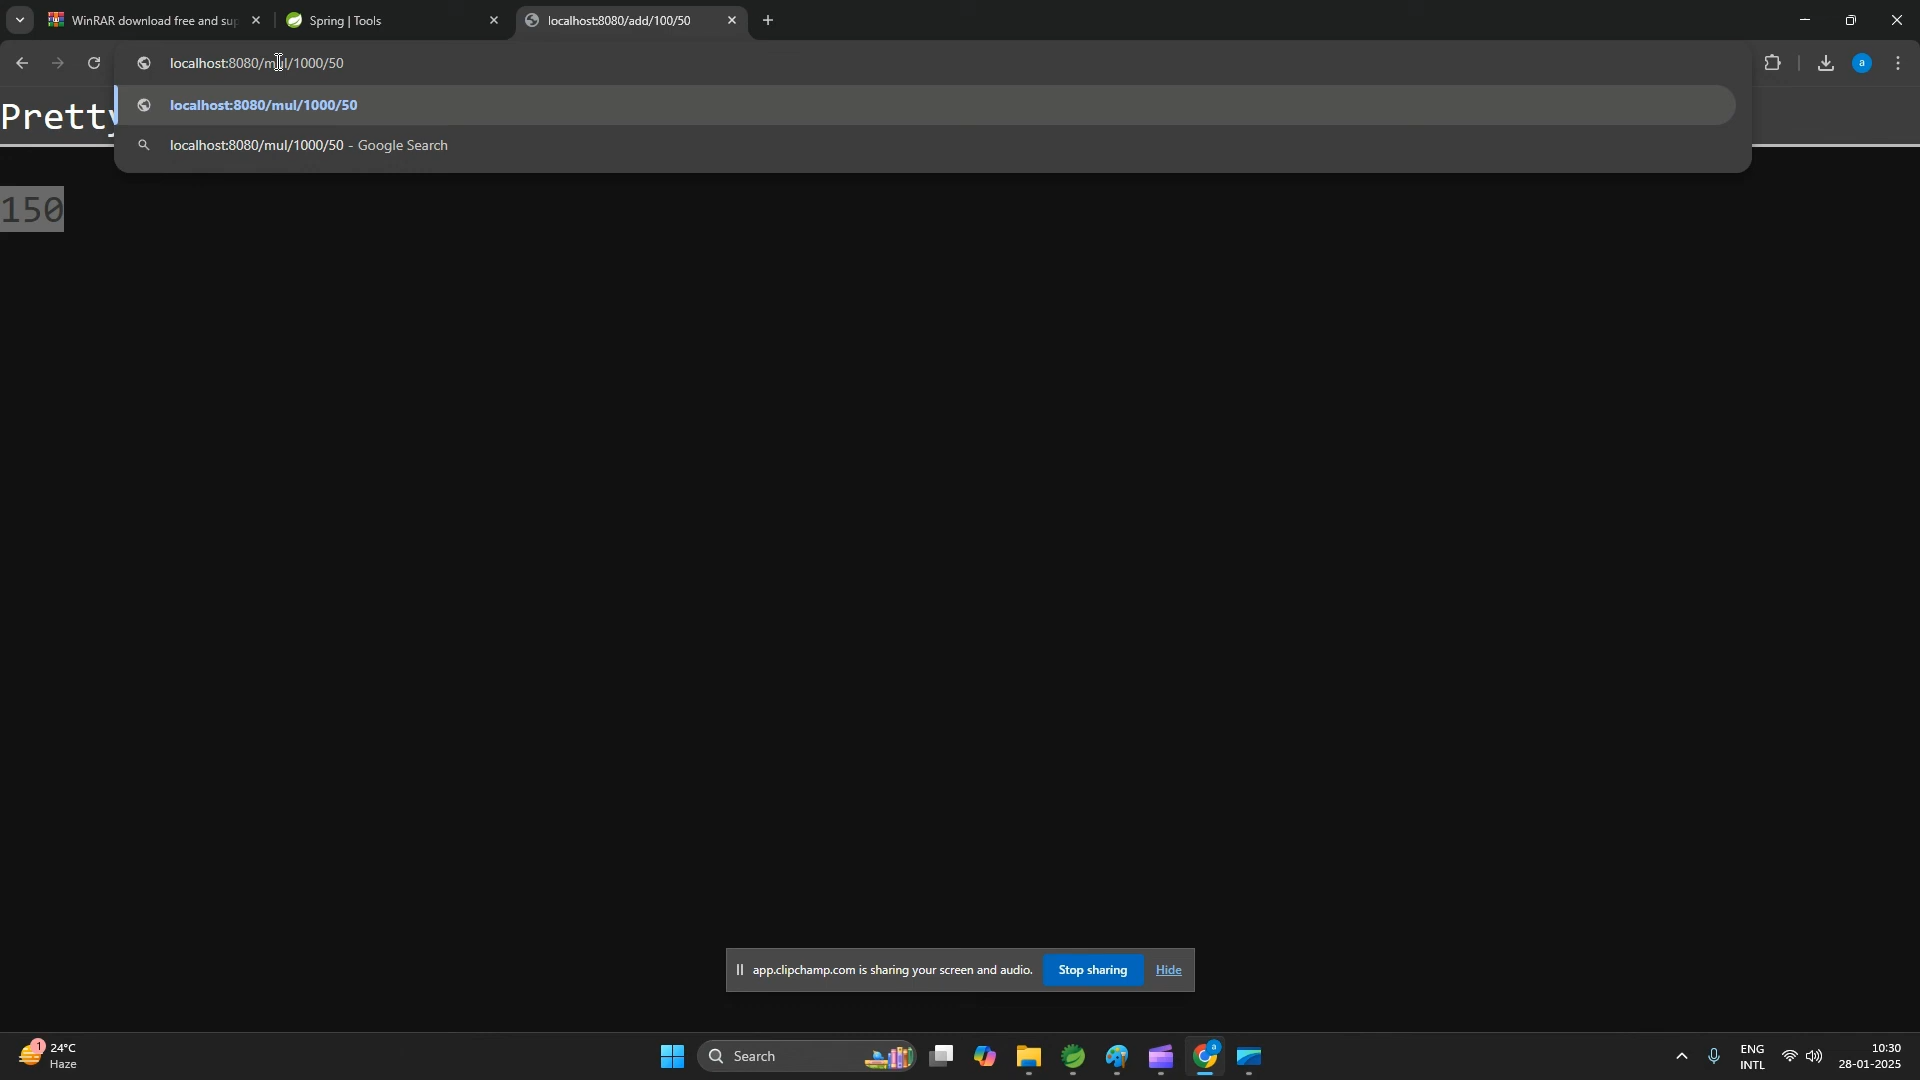 WinRAR download free and sup
Spring | Tools
localhost:8080/add/100/50
localhost:8080/mul/1000/50
a
localhost:8080/mul/1000/50
localhost:8080/mul/1000/50 - Google Search
Pretty
150
app.clipchamp.com is sharing your screen and audio.
Stop sharing
Hide
1
24°C
Haze
Search
a
ENG
INTL
10:30
28-01-2025